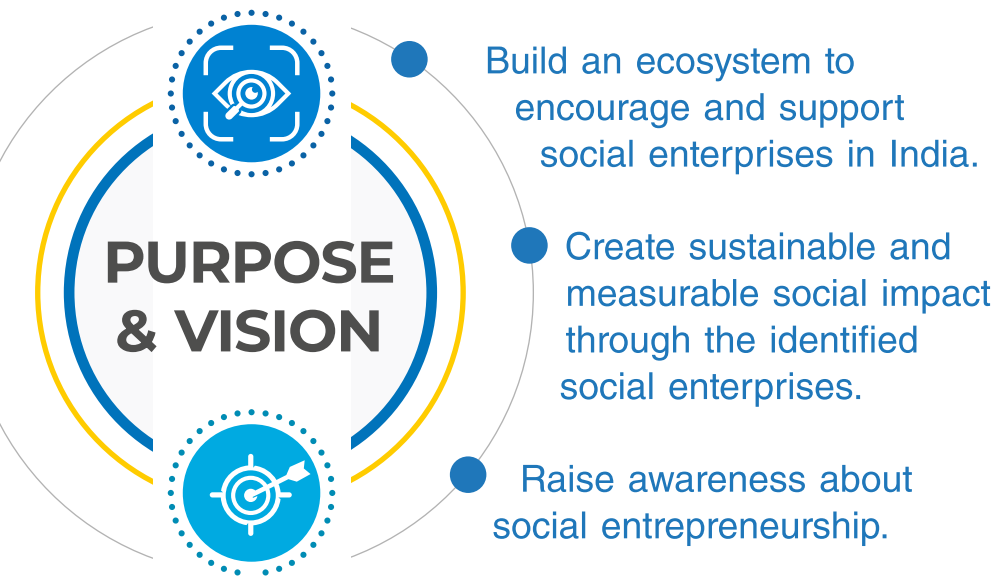 PURPOSE
& VISION
Build an ecosystem to
encourage and support
social enterprises in India.
Create sustainable and
measurable social impact
through the identified
social enterprises.
Raise awareness about
social entrepreneurship.